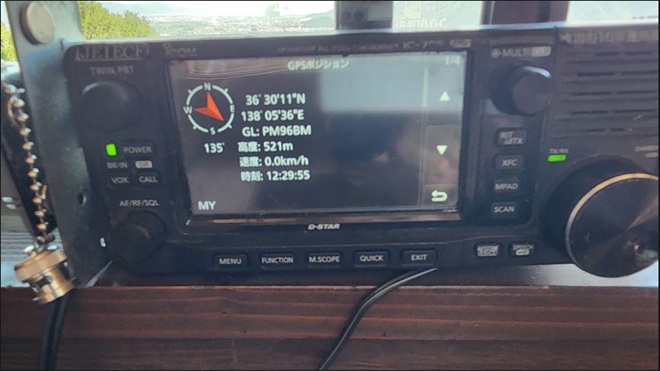 ICOM
GPSポジション
1/4
TWIN PBT
MULTI
N
W
E
S
36°30'11"N
138°05'36"E
GL: PM96BM
高度: 521m
速度: 0.0km/h
時刻: 12:29:55
135°
MY
POWER
BK-IN
VOX
CALL
AF/RF/SQL
TX/RX
XFC
MPAD
SCAN
D-STAR
MENU
FUNCTION
M.SCOPE
QUICK
EXIT